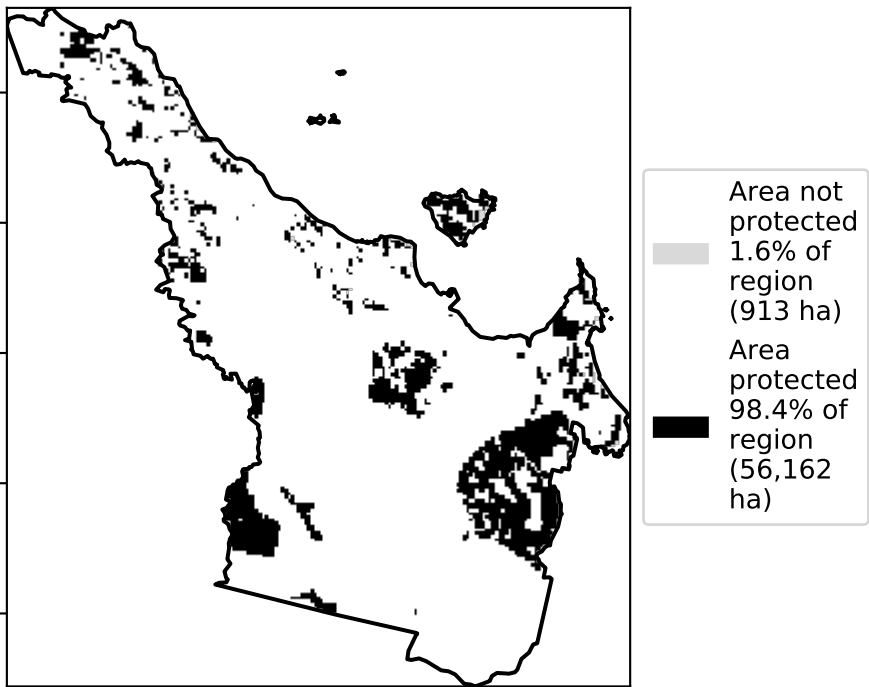 Area not
protected
1.6% of
region
(913 ha)
Area
protected
98.4% of
region
(56,162
ha)